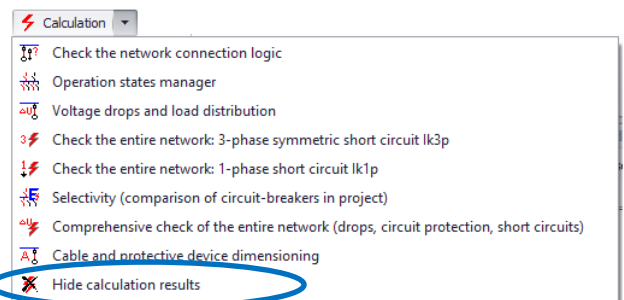 Calculation
Check the network connection logic
Operation states manager
Voltage drops and load distribution
Check the entire network: 3-phase symmetric short circuit Ik3p
Check the entire network: 1-phase short circuit Ik1p
Selectivity (comparison of circuit-breakers in project)
Comprehensive check of the entire network (drops, circuit protection, short circuits)
Cable and protective device dimensioning
Hide calculation results